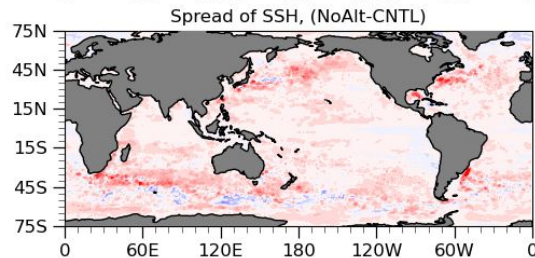 Spread of SSH, (NoAlt-CNTL)
75N
45N
15N
15S
45S
75S
0 60E 120E 180 120W 60W 0